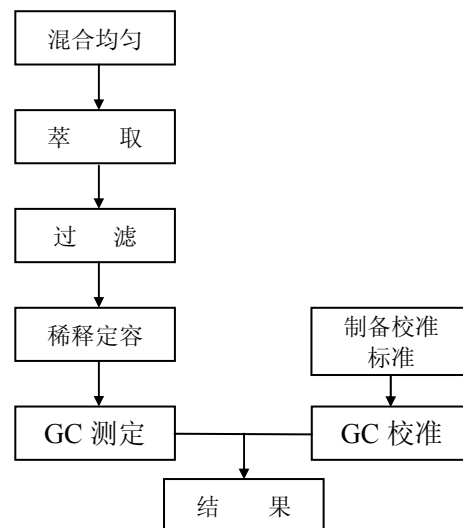 混合均匀
萃 取
过 滤
稀释定容
制备校准
标准
GC 测定
GC 校准
结 果